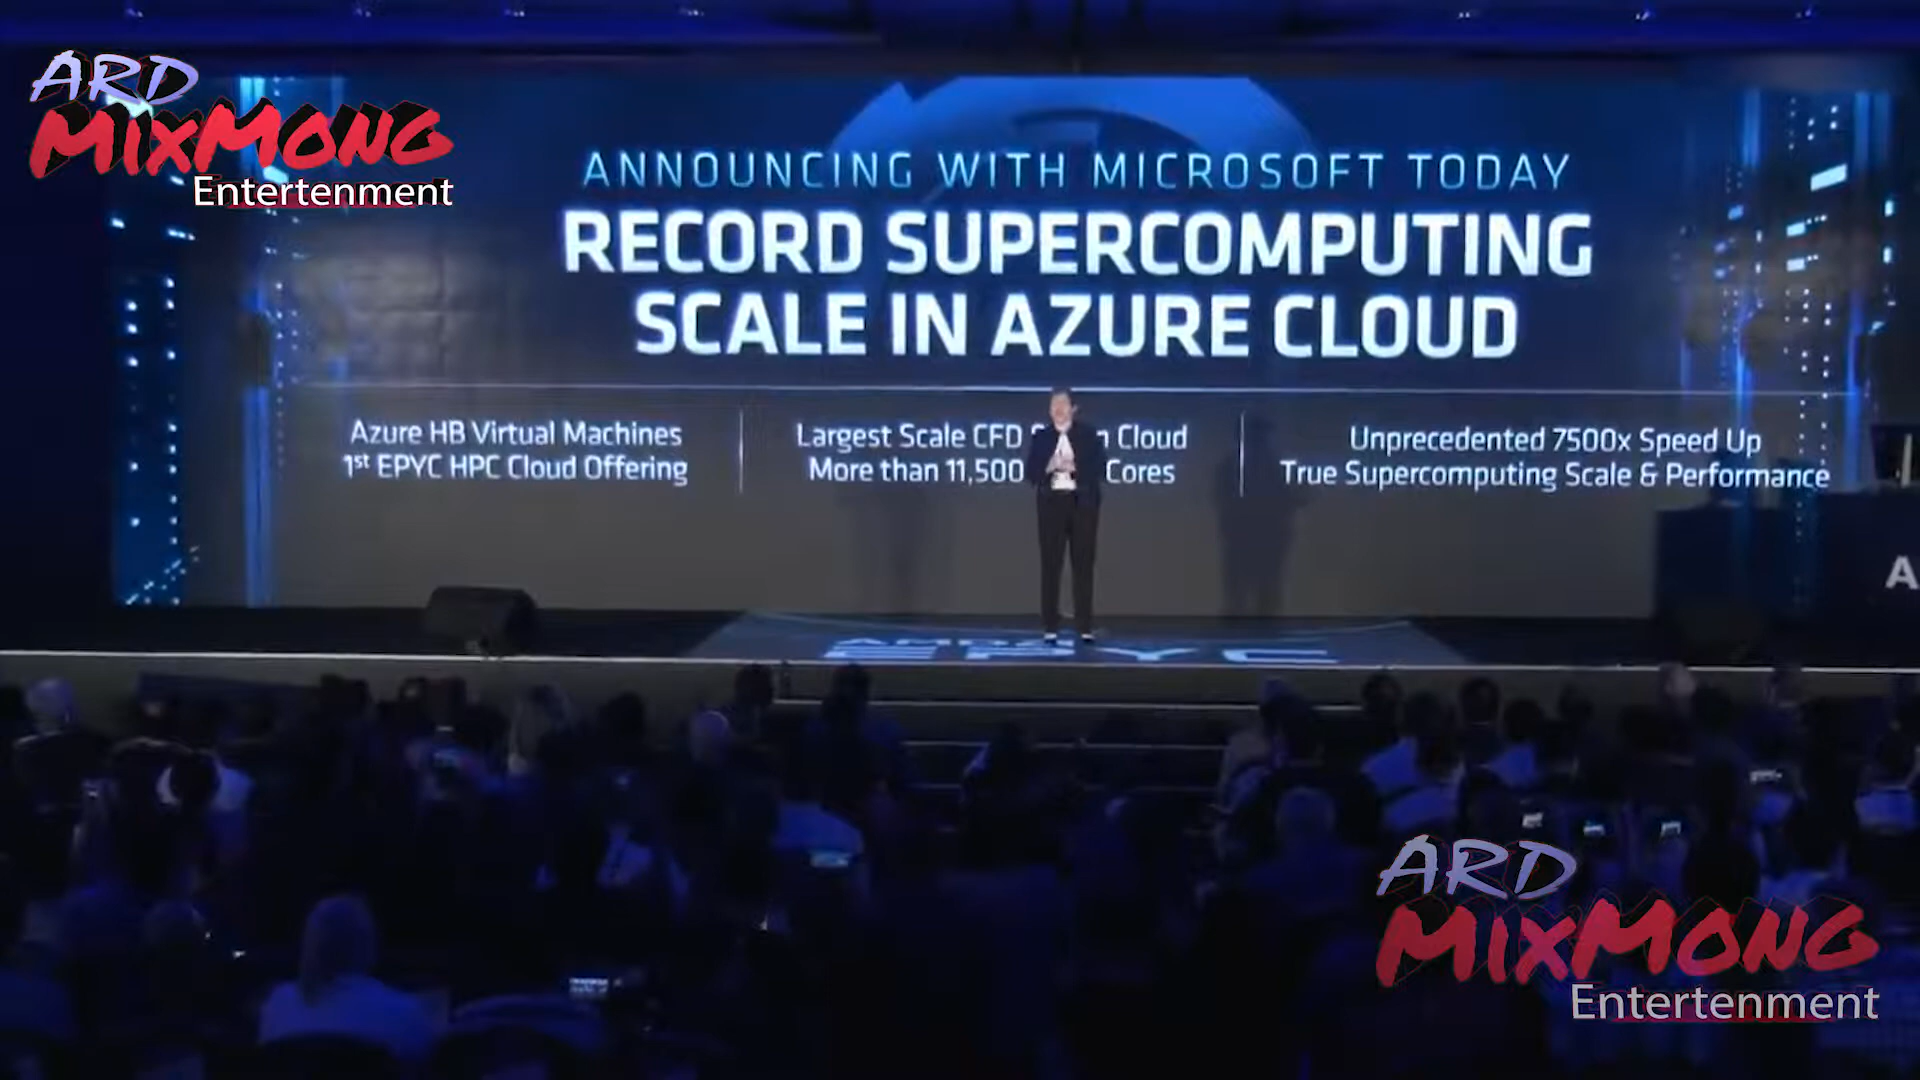 ARD
MixMong
Entertenment
ANNOUNCING WITH MICROSOFT TODAY
RECORD SUPERCOMPUTING
SCALE IN AZURE CLOUD
Azure HB Virtual Machines
1st EPYC HPC Cloud Offering
Largest Scale CFD Cloud
More than 11,500 Cores
Unprecedented 7500x Speed Up
True Supercomputing Scale & Performance
A
AMD
EPYC
ARD
MixMong
Entertenment